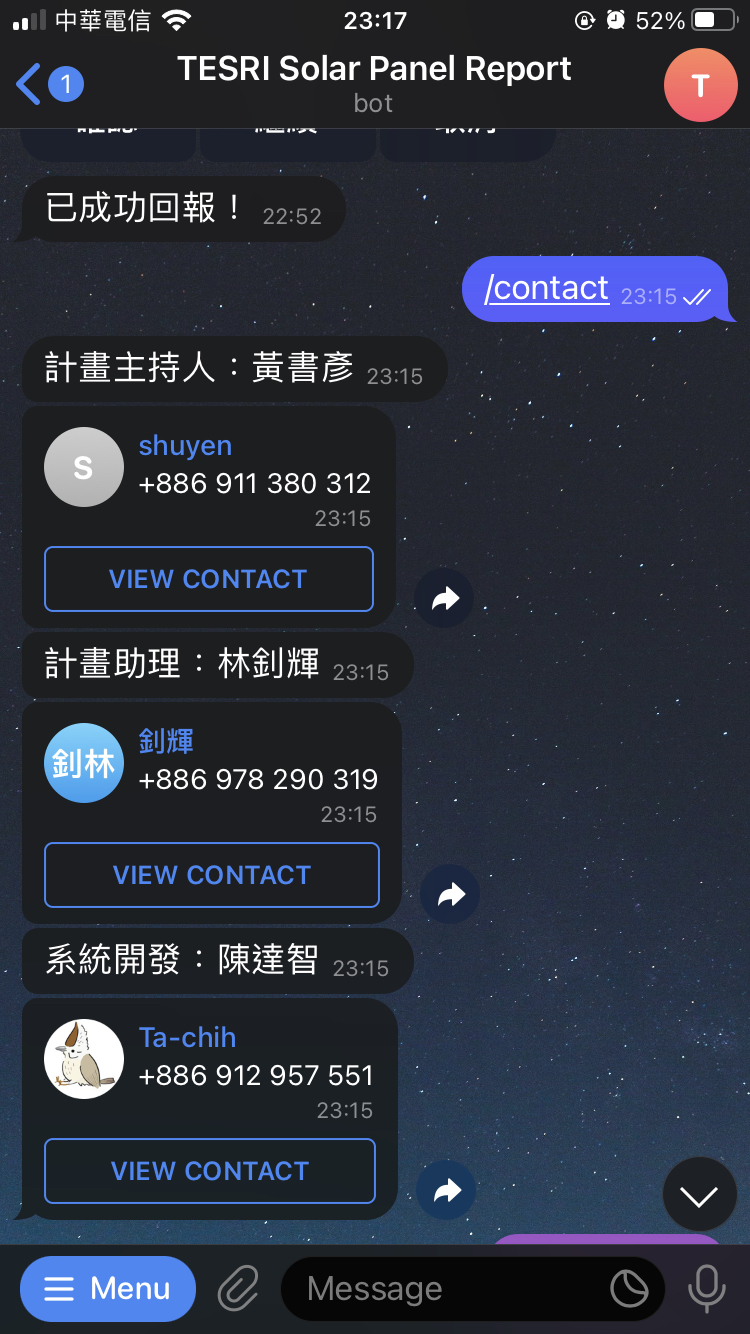 中華電信
23:17
52%
1
TESRI Solar Panel Report
bot
T
已成功回報！ 22:52
/contact 23:15
計畫主持人：黃書彥 23:15
S
shuyen
+886 911 380 312
23:15
VIEW CONTACT
計畫助理：林釗輝 23:15
釗林
釗輝
+886 978 290 319
23:15
VIEW CONTACT
系統開發：陳達智 23:15
Ta-chih
+886 912 957 551
23:15
VIEW CONTACT
Menu
Message